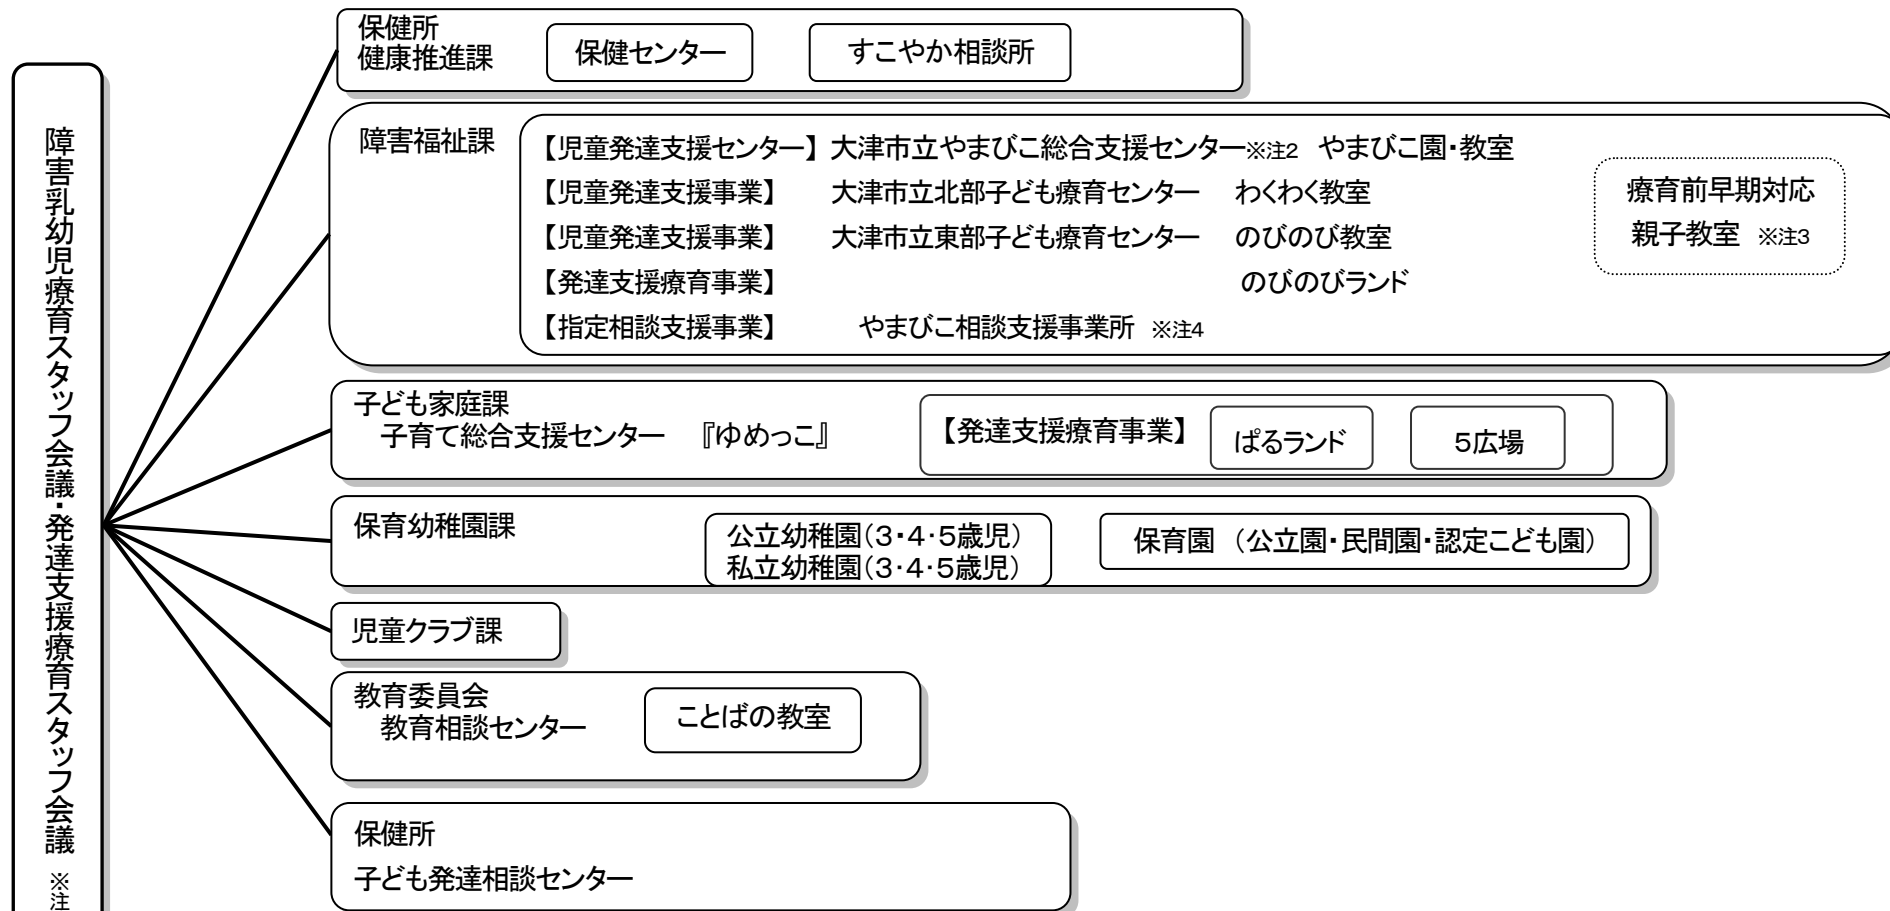 障害乳幼児療育スタッフ会議・発達支援療育スタッフ会議 ※注
保健所
健康推進課
保健センター
すこやか相談所
障害福祉課
【児童発達支援センター】 大津市立やまびこ総合支援センター※注2 やまびこ園・教室
【児童発達支援事業】 大津市立北部子ども療育センター わくわく教室
【児童発達支援事業】 大津市立東部子ども療育センター のびのび教室
【発達支援療育事業】 のびのびランド
【指定相談支援事業】 やまびこ相談支援事業所 ※注4
療育前早期対応
親子教室 ※注3
子ども家庭課
子育て総合支援センター 『ゆめっこ』
【発達支援療育事業】
ぱるランド
5広場
保育幼稚園課
公立幼稚園(3・4・5歳児)
私立幼稚園(3・4・5歳児)
保育園 (公立園・民間園・認定こども園)
児童クラブ課
教育委員会
教育相談センター
ことばの教室
保健所
子ども発達相談センター